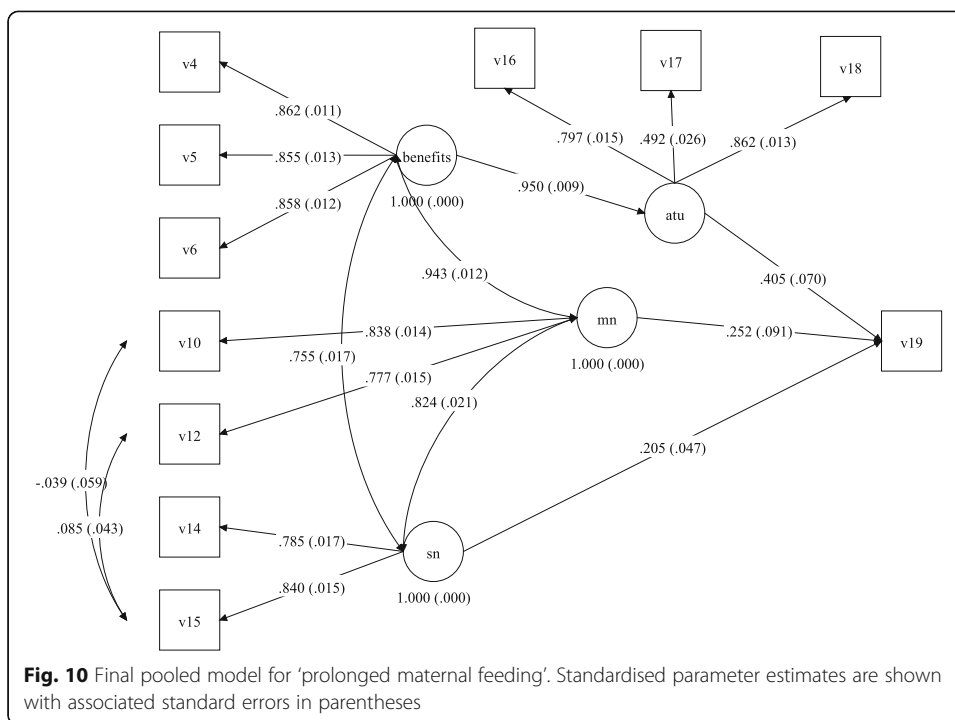 v4
v16
v17
v18
.862 (.011)
.797 (.015)
.492 (.026)
.862 (.013)
v5
.855 (.013)
benefits
.950 (.009)
.858 (.012)
1.000 (.000)
atu
v6
.943 (.012)
.405 (.070)
v10
.838 (.014)
mn
.252 (.091)
v19
.755 (.017)
1.000 (.000)
.777 (.015)
.824 (.021)
v12
.205 (.047)
-.039 (.059)
.085 (.043)
v14
.785 (.017)
sn
.840 (.015)
1.000 (.000)
v15
Fig. 10 Final pooled model for ‘prolonged maternal feeding’. Standardised parameter estimates are shown
with associated standard errors in parentheses